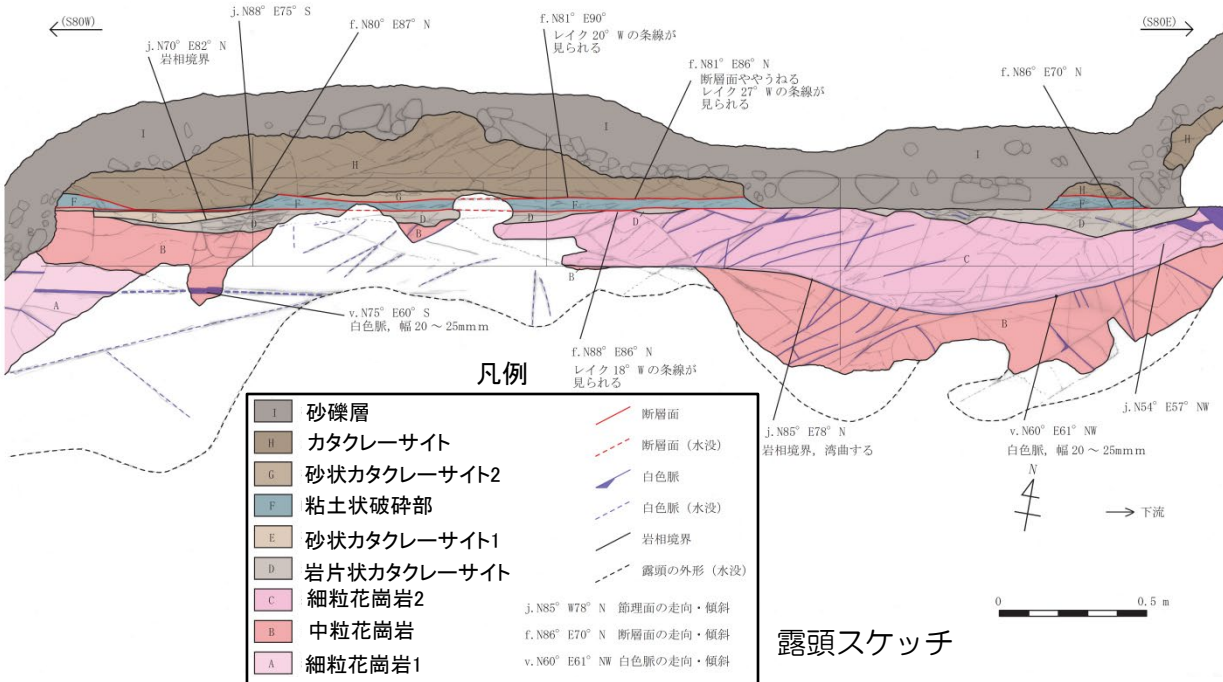 (S80W)
j.N88° E75° S
f.N80° E87° N
j.N70° E82° N
岩相境界
f.N81° E90°
レイク 20° W の条線が
見られる
f.N81° E86° N
断層面ややうねる
レイク 27° W の条線が
見られる
(S80E)
f.N86° E70° N
I
I
I
H
H
H
G
F
F
F
F
E
D
D
D
D
D
C
B
B
B
B
A
v.N75° E60° S
白色脈，幅 20 ～ 25mmｍ
f.N88° E86° N
レイク 18° W の条線が
見られる
j.N85° E78° N
岩相境界，湾曲する
v.N60° E61° NW
白色脈，幅 20 ～ 25mmｍ
j.N54° E57° NW
N
下流
0
0.5 m
凡例
I 砂礫層
H カタクレーサイト
G 砂状カタクレーサイト2
F 粘土状破砕部
E 砂状カタクレーサイト1
D 岩片状カタクレーサイト
C 細粒花崗岩2
B 中粒花崗岩
A 細粒花崗岩1
断層面
断層面（水没）
白色脈
白色脈（水没）
岩相境界
露頭の外形（水没）
j.N85° W78° N 節理面の走向・傾斜
f.N86° E70° N 断層面の走向・傾斜
v.N60° E61° NW 白色脈の走向・傾斜
露頭スケッチ